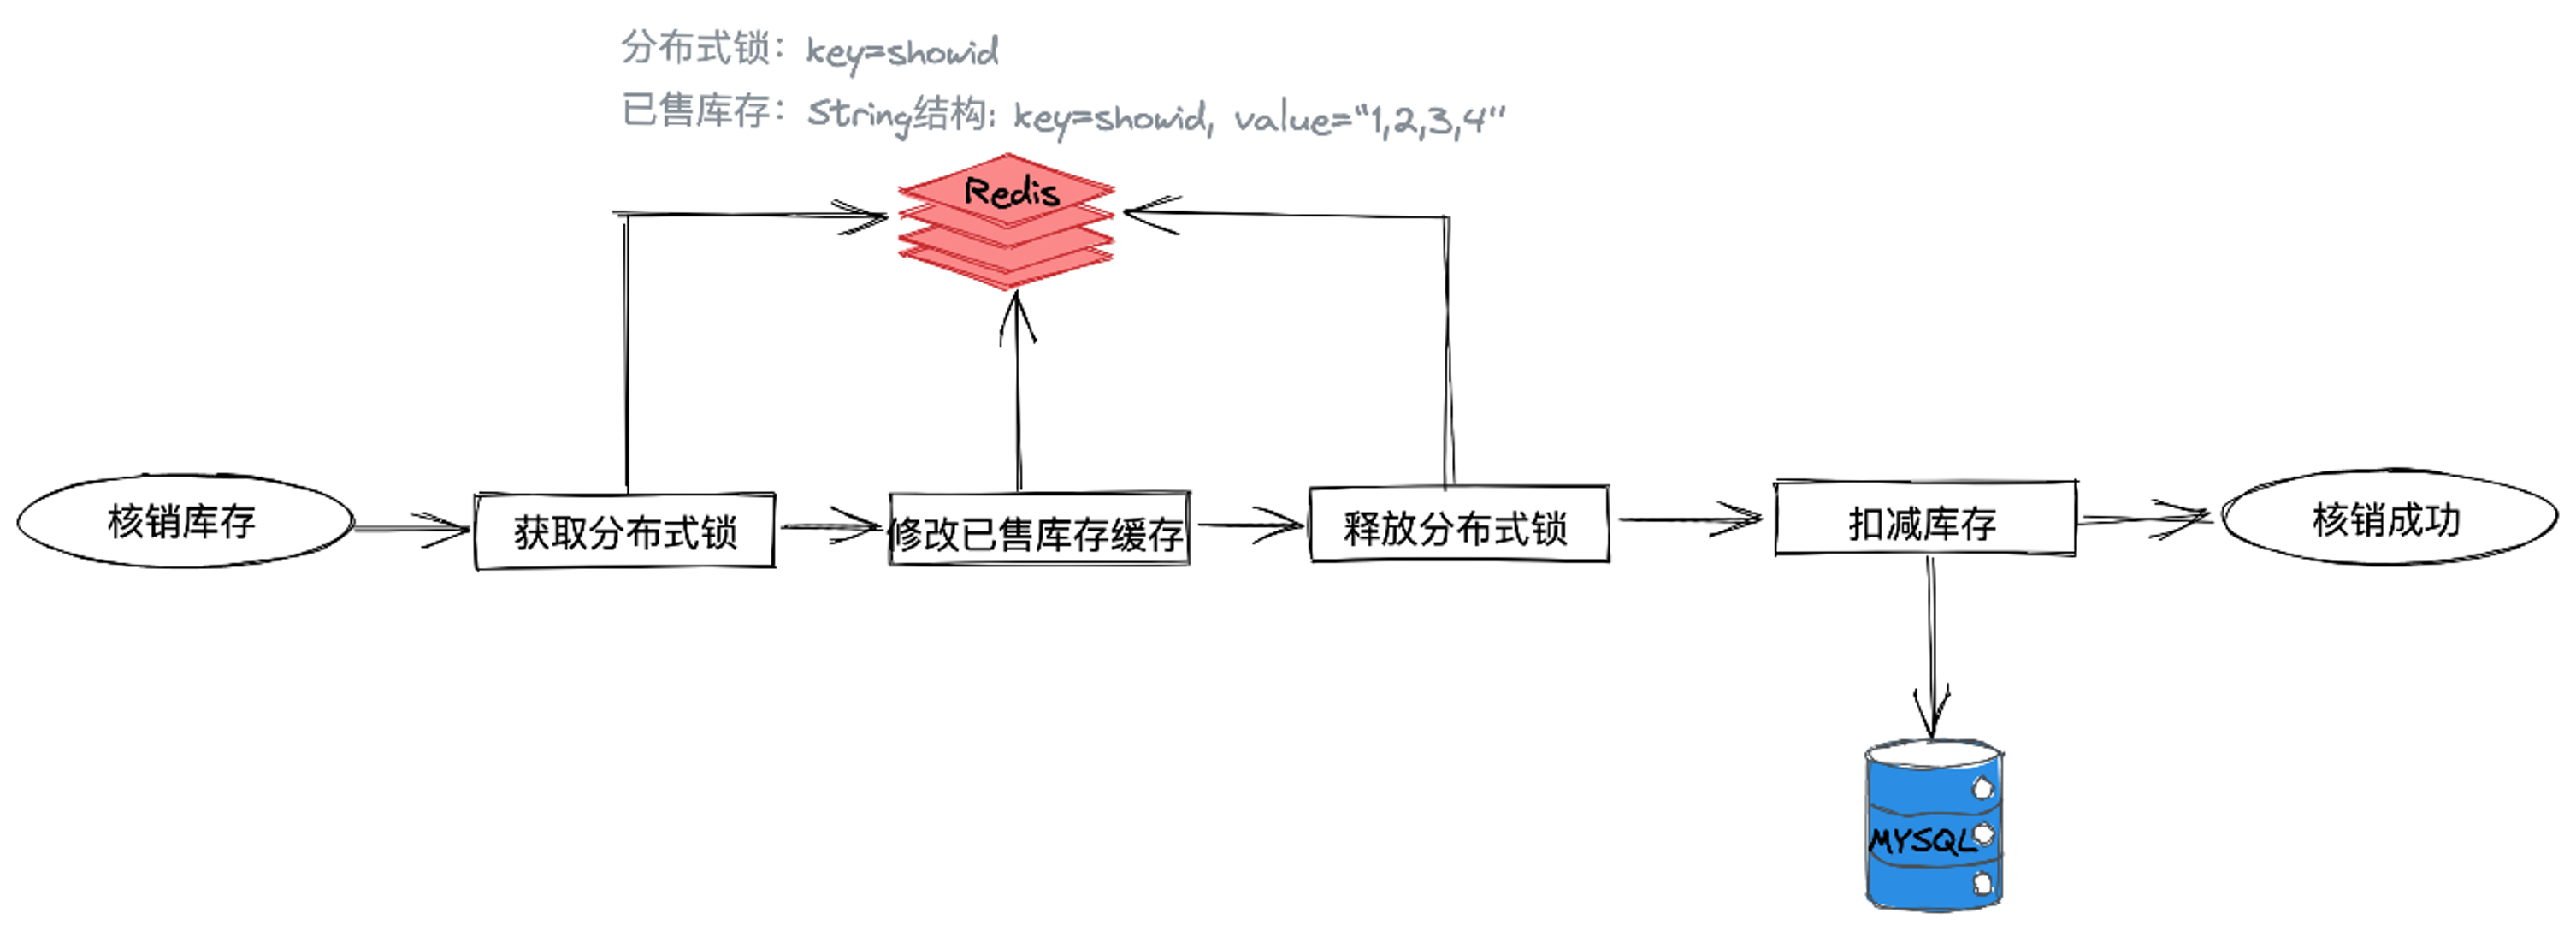 分布式锁：key=showid
已售库存：String结构: key=showid, value="1,2,3,4"
Redis
核销库存
获取分布式锁
修改已售库存缓存
释放分布式锁
扣减库存
核销成功
MYSQL